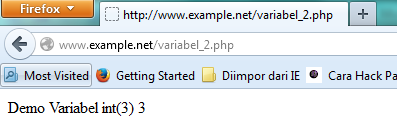 Firefox
http://www.example.net/variabel_2.php
www.example.net/variabel_2.php
Most Visited Getting Started Diimpor dari IE Cara Hack Pa
Demo Variabel int(3) 3